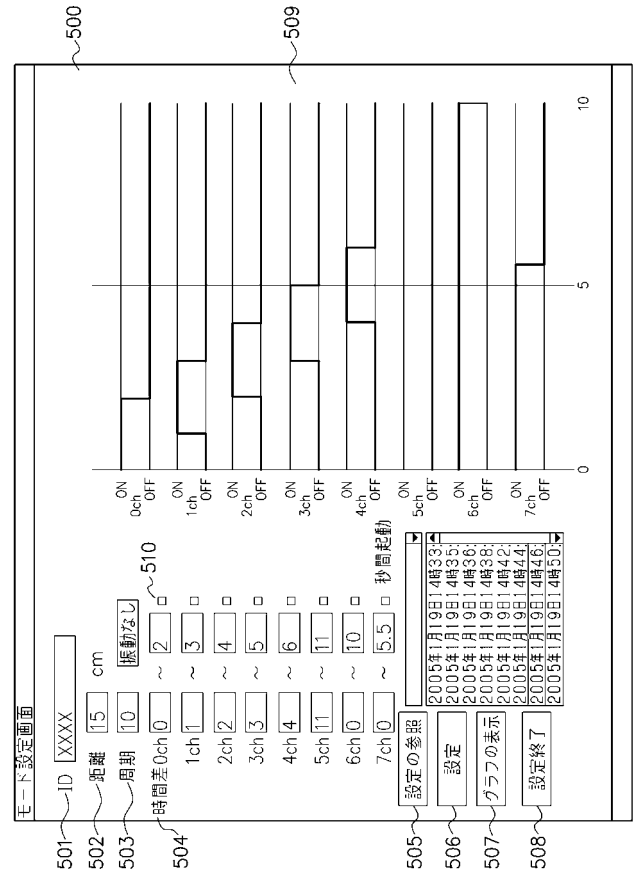 モード設定画面
500
501 ID XXXX
502 距離 15 cm
503 周期 10 振動なし
510
504 時間差 0ch 0 ~ 2 □
1ch 1 ~ 3 □
2ch 2 ~ 4 □
3ch 3 ~ 5 □
4ch 4 ~ 6 □
5ch 11 ~ 11 □
6ch 0 ~ 10 □
7ch 0 ~ 5.5 □ 秒間起動
505 設定の参照
506 設定
507 グラフの表示
508 設定終了
2005年1月19日14時33:
2005年1月19日14時35:
2005年1月19日14時36:
2005年1月19日14時38:
2005年1月19日14時42:
2005年1月19日14時44:
2005年1月19日14時46:
2005年1月19日14時50:
509
ON
0ch
OFF
ON
1ch
OFF
ON
2ch
OFF
ON
3ch
OFF
ON
4ch
OFF
ON
5ch
OFF
ON
6ch
OFF
ON
7ch
OFF
0 5 10